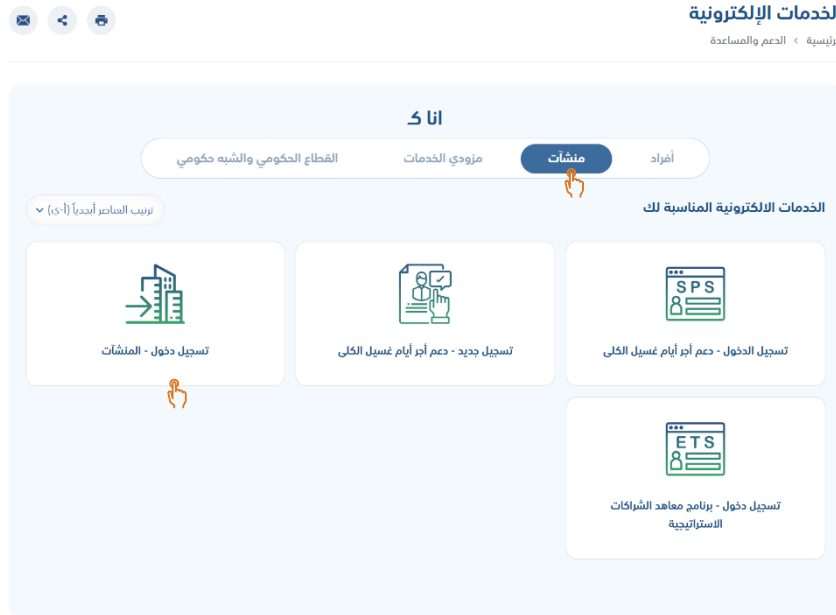 لخدمات الإلكترونية
رئيسية > الدعم والمساعدة
انا كـ
أفراد
منشآت
مزودي الخدمات
القطاع الحكومي والشبه حكومي
الخدمات الالكترونية المناسبة لك
ترتيب العناصر أبجدياً (أ-ي)
SPS
تسجيل الدخول - دعم أجر أيام غسيل الكلى
تسجيل جديد - دعم أجر أيام غسيل الكلى
تسجيل دخول - المنشآت
ETS
تسجيل دخول - برنامج معاهد الشراكات
الاستراتيجية